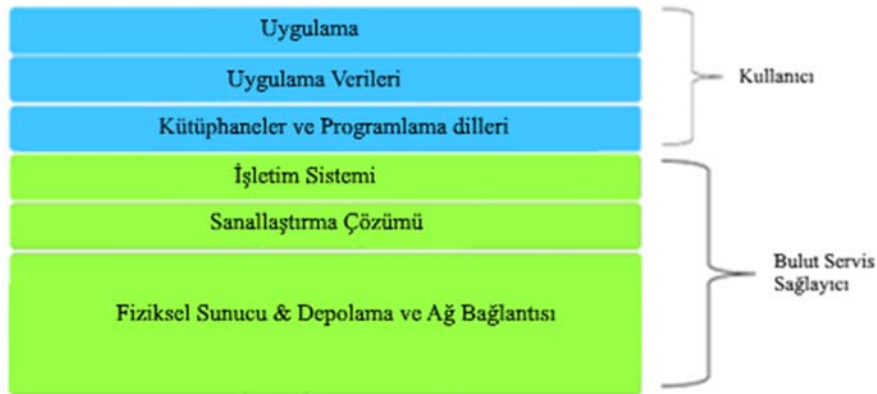 Uygulama
Uygulama Verileri
Kullanıcı
Kütüphaneler ve Programlama dilleri
İşletim Sistemi
Sanallaştırma Çözümü
Bulut Servis
Sağlayıcı
Fiziksel Sunucu & Depolama ve Ağ Bağlantısı